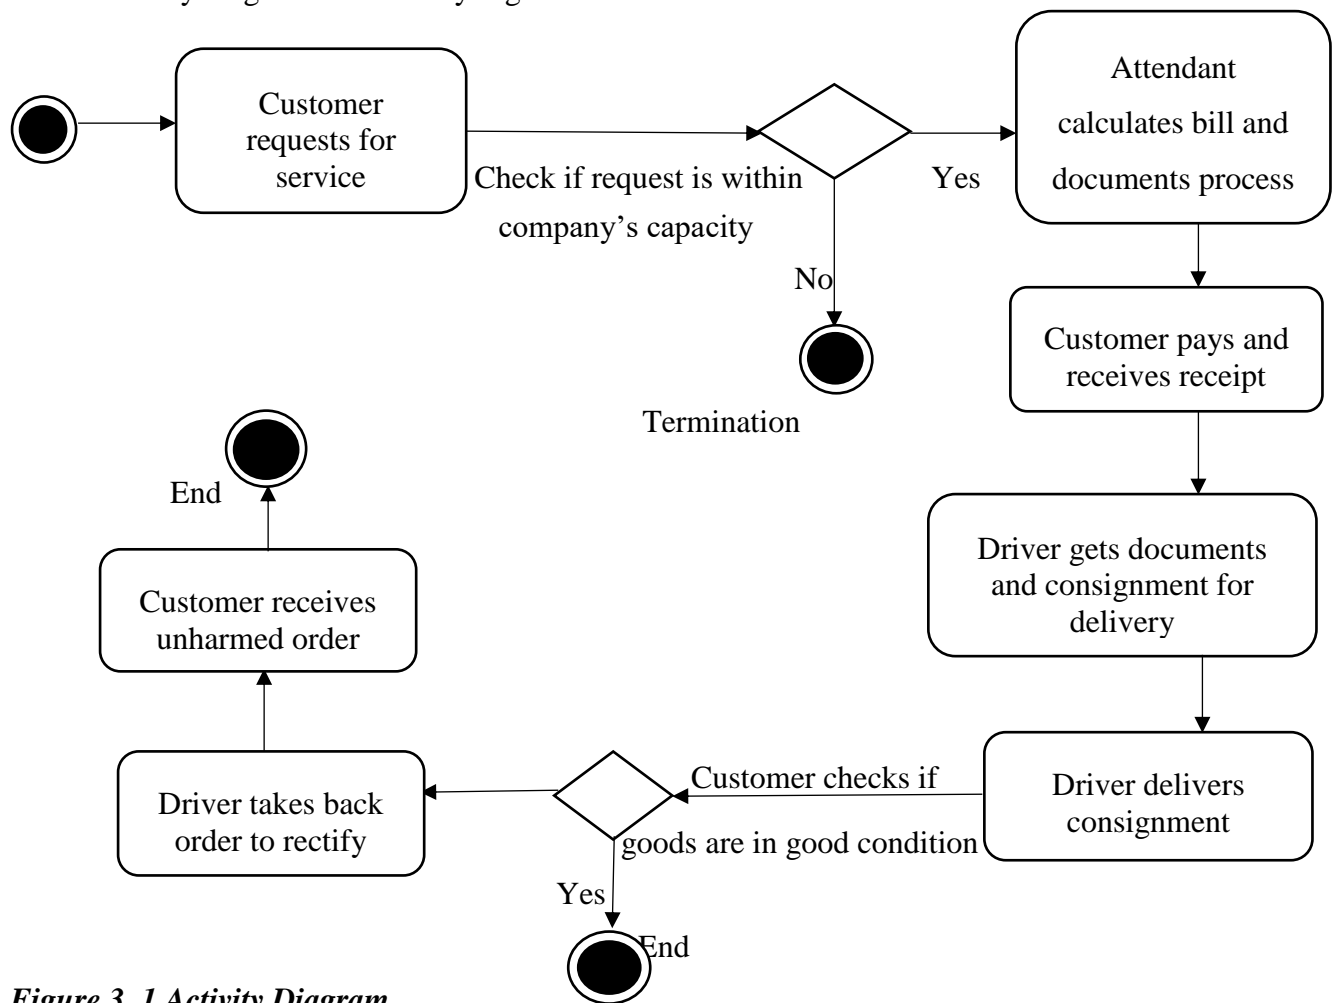 Customer
requests for
service
Check if request is within
company's capacity
Yes
No
Termination
Attendant
calculates bill and
documents process
Customer pays and
receives receipt
Driver gets documents
and consignment for
delivery
Driver delivers
consignment
Customer checks if
goods are in good condition
Yes
End
Driver takes back
order to rectify
Customer receives
unharmed order
End
Figure 3. 1 Activity Diagram